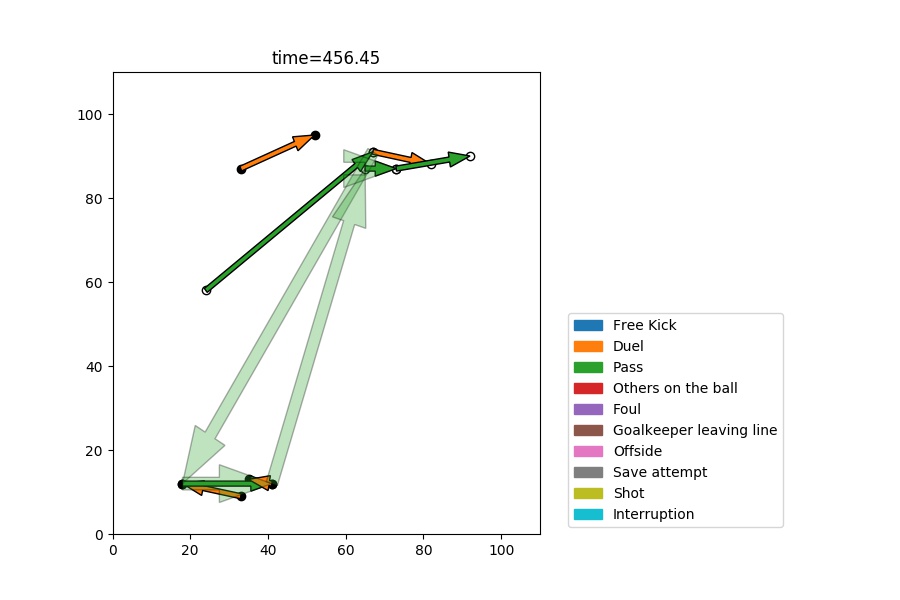 time=456.45
100
80
60
40
20
0
0 20 40 60 80 100
Free Kick
Duel
Pass
Others on the ball
Foul
Goalkeeper leaving line
Offside
Save attempt
Shot
Interruption